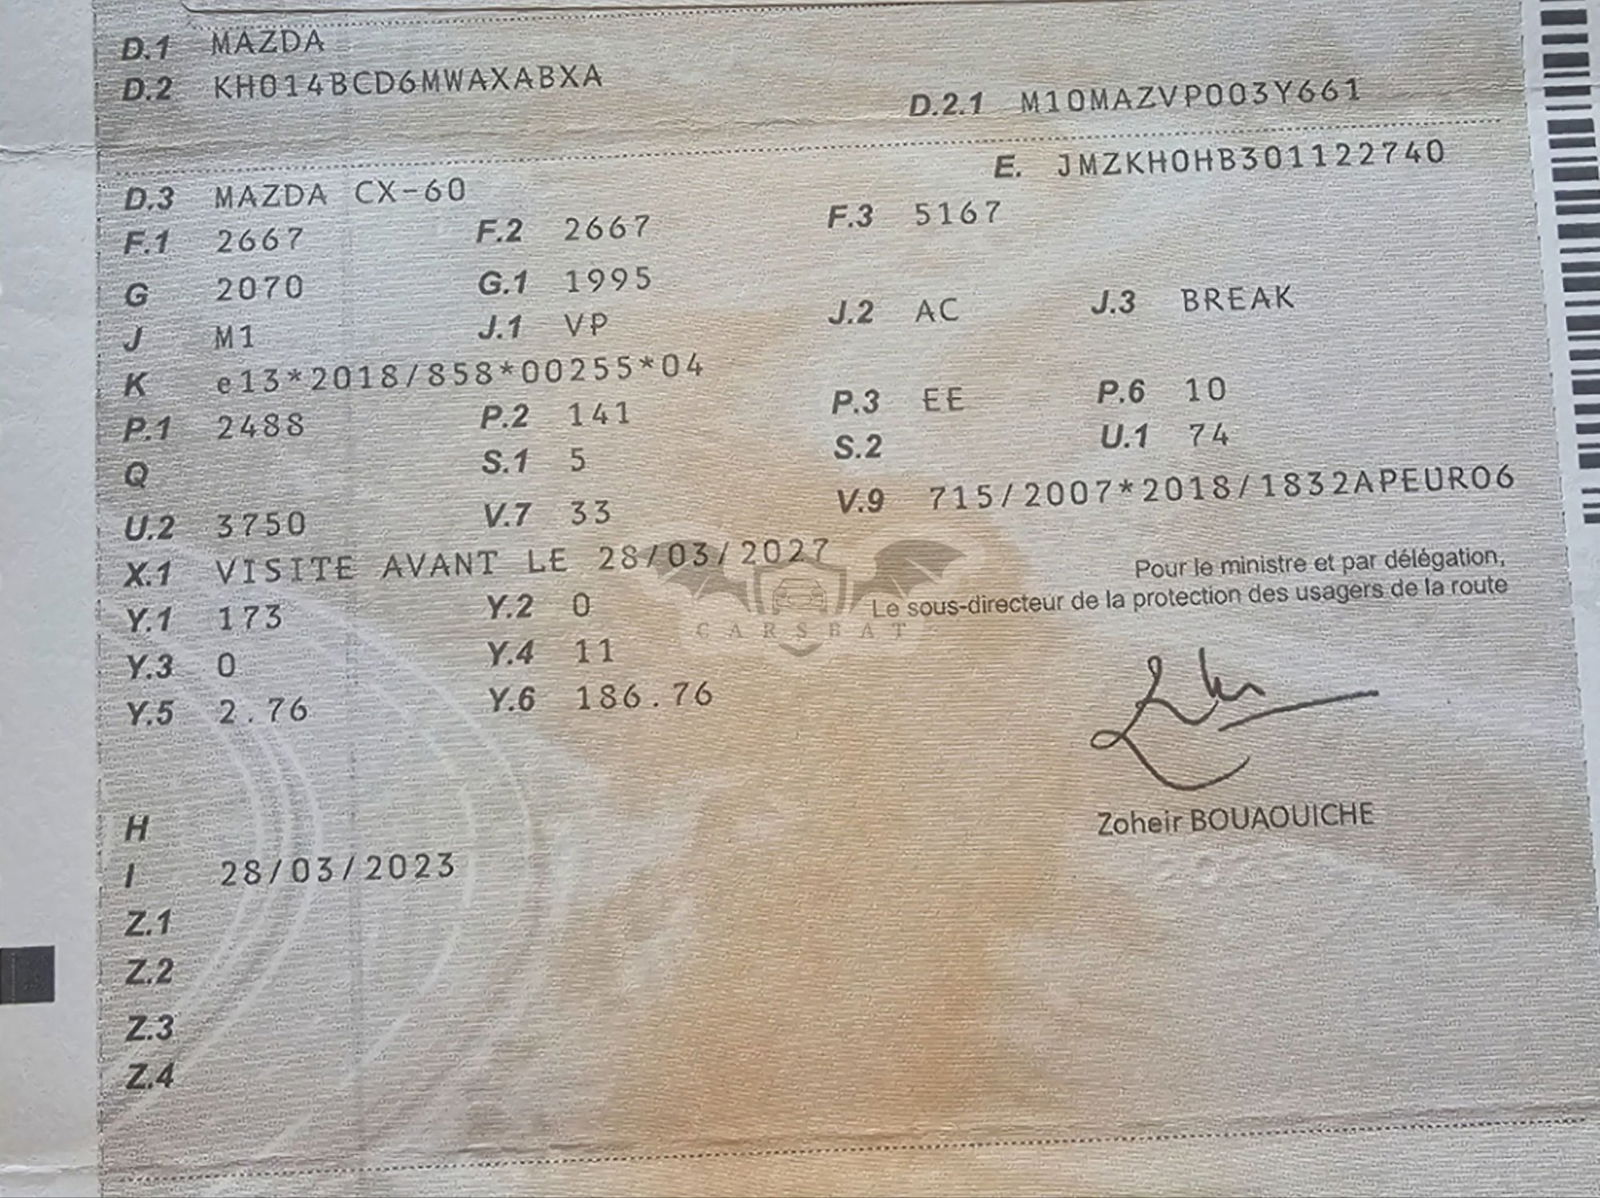 D.1 MAZDA
D.2 KH014BCD6MWAXABXA D.2.1 M10MAZVP003Y661
E. JMZKH0HB301122740
D.3 MAZDA CX-60
F.1 2667 F.2 2667 F.3 5167
G 2070 G.1 1995
J M1 J.1 VP J.2 AC J.3 BREAK
K e13*2018/858*00255*04
P.1 2488 P.2 141 P.3 EE P.6 10
Q S.1 5 S.2 U.1 74
U.2 3750 V.7 33 V.9 715/2007*2018/1832APEURO6
X.1 VISITE AVANT LE 28/03/2027
Pour le ministre et par délégation,
Le sous-directeur de la protection des usagers de la route
Y.1 173 Y.2 0
CARSBAT
Y.3 0 Y.4 11
Y.5 2.76 Y.6 186.76
Zoheir BOUAOUICHE
H
I 28/03/2023
Z.1
Z.2
Z.3
Z.4